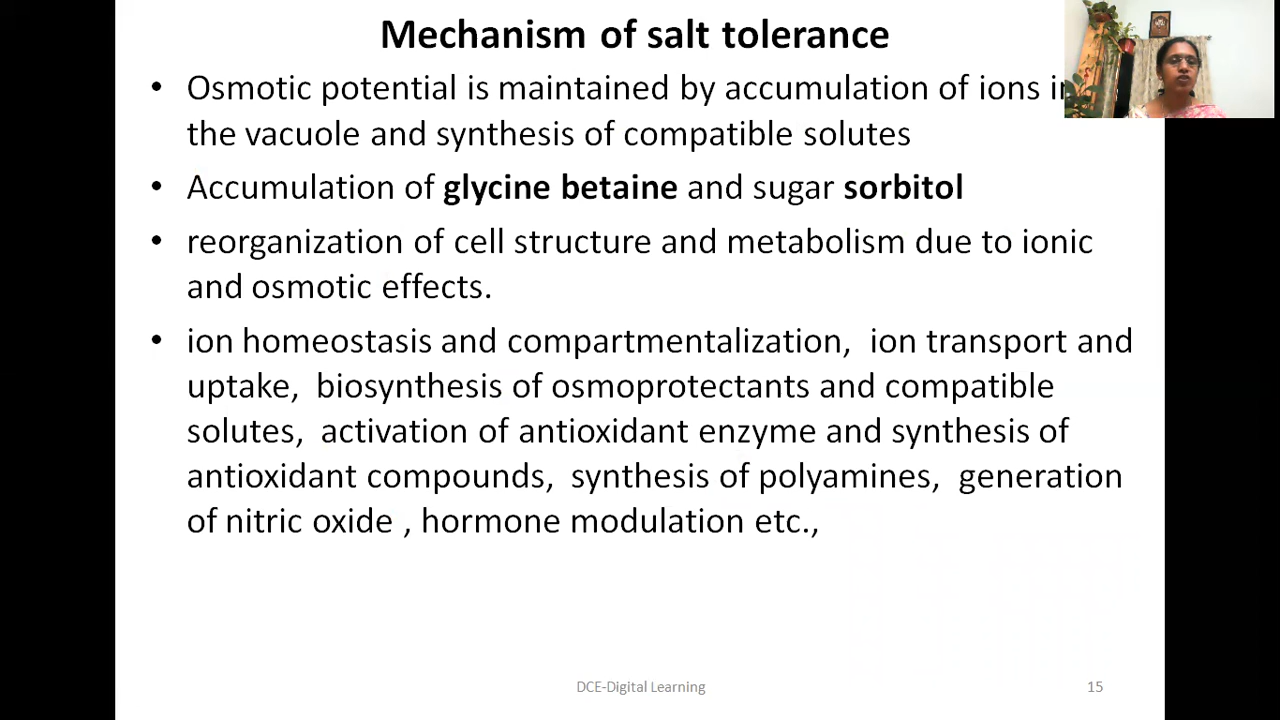 Mechanism of salt tolerance
• Osmotic potential is maintained by accumulation of ions in
the vacuole and synthesis of compatible solutes
• Accumulation of glycine betaine and sugar sorbitol
• reorganization of cell structure and metabolism due to ionic
and osmotic effects.
• ion homeostasis and compartmentalization, ion transport and
uptake, biosynthesis of osmoprotectants and compatible
solutes, activation of antioxidant enzyme and synthesis of
antioxidant compounds, synthesis of polyamines, generation
of nitric oxide , hormone modulation etc.,
DCE-Digital Learning
15